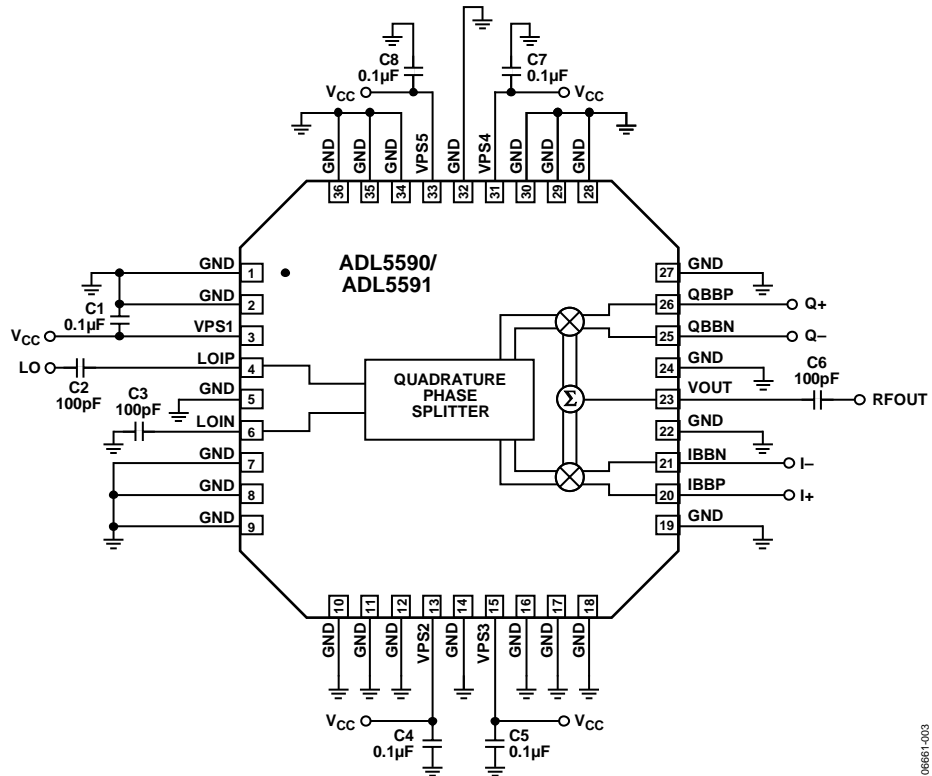 C8
0.1µF
C7
0.1µF
VCC
VCC
GND
GND
GND
VPS5
GND
VPS4
GND
GND
GND
36
35
34
33
32
31
30
29
28
ADL5590/
ADL5591
GND
1
GND
2
C1
0.1µF
VCC
VPS1
3
LO
LOIP
4
C2
100pF
GND
5
C3
100pF
LOIN
6
GND
7
GND
8
GND
9
QUADRATURE
PHASE
SPLITTER
Σ
27
GND
26
QBBP
Q+
25
QBBN
Q–
24
GND
C6
100pF
23
VOUT
RFOUT
22
GND
21
IBBN
I–
20
IBBP
I+
19
GND
10
11
12
13
14
15
16
17
18
GND
GND
GND
VPS2
GND
VPS3
GND
GND
GND
VCC
VCC
C4
0.1µF
C5
0.1µF
06661-003